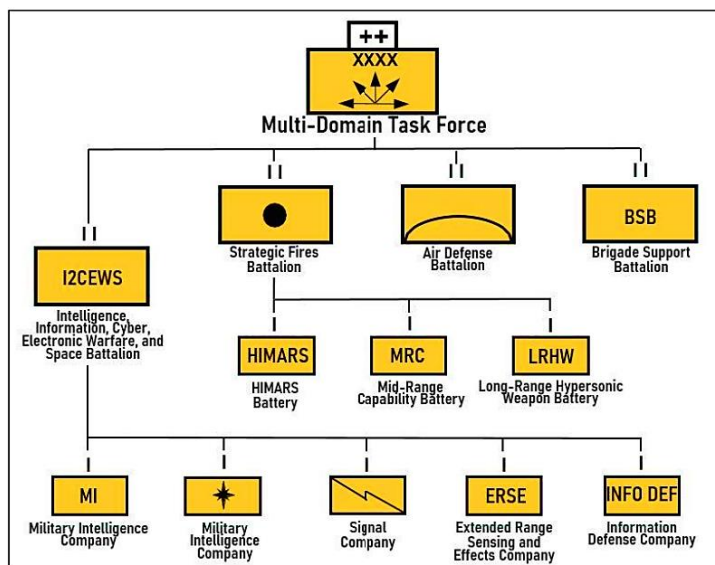 ++
XXXX
Multi-Domain Task Force
II
II
II
II
I2CEWS
BSB
Strategic Fires
Battalion
Air Defense
Battalion
Brigade Support
Battalion
Intelligence,
Information, Cyber,
Electronic Warfare, and
Space Battalion
I
I
I
HIMARS
MRC
LRHW
HIMARS
Battery
Mid-Range
Capability Battery
Long-Range Hypersonic
Weapon Battery
I
I
I
I
I
MI
ERSE
INFO DEF
Military Intelligence
Company
Military
Intelligence
Company
Signal
Company
Extended Range
Sensing and
Effects Company
Information
Defense Company